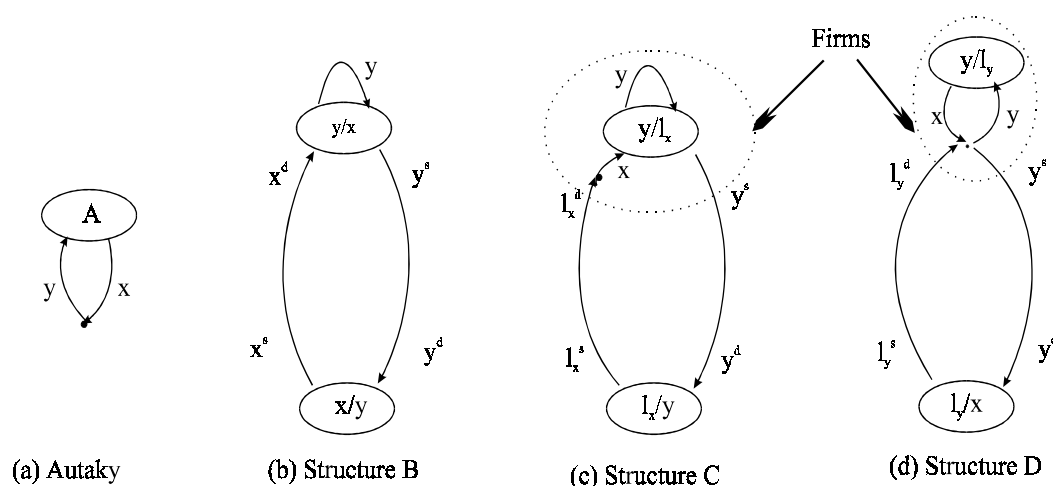 Firms
y
y/x
x^d
y^s
x^s
y^d
x/y
A
y
x
y
y/l_x
x
l_x^d
y^s
l_x^s
y^d
l_x/y
y/l_y
x
y
l_y^d
y^s
l_y^s
l_y/x
(a) Autaky
(b) Structure B
(c) Structure C
(d) Structure D